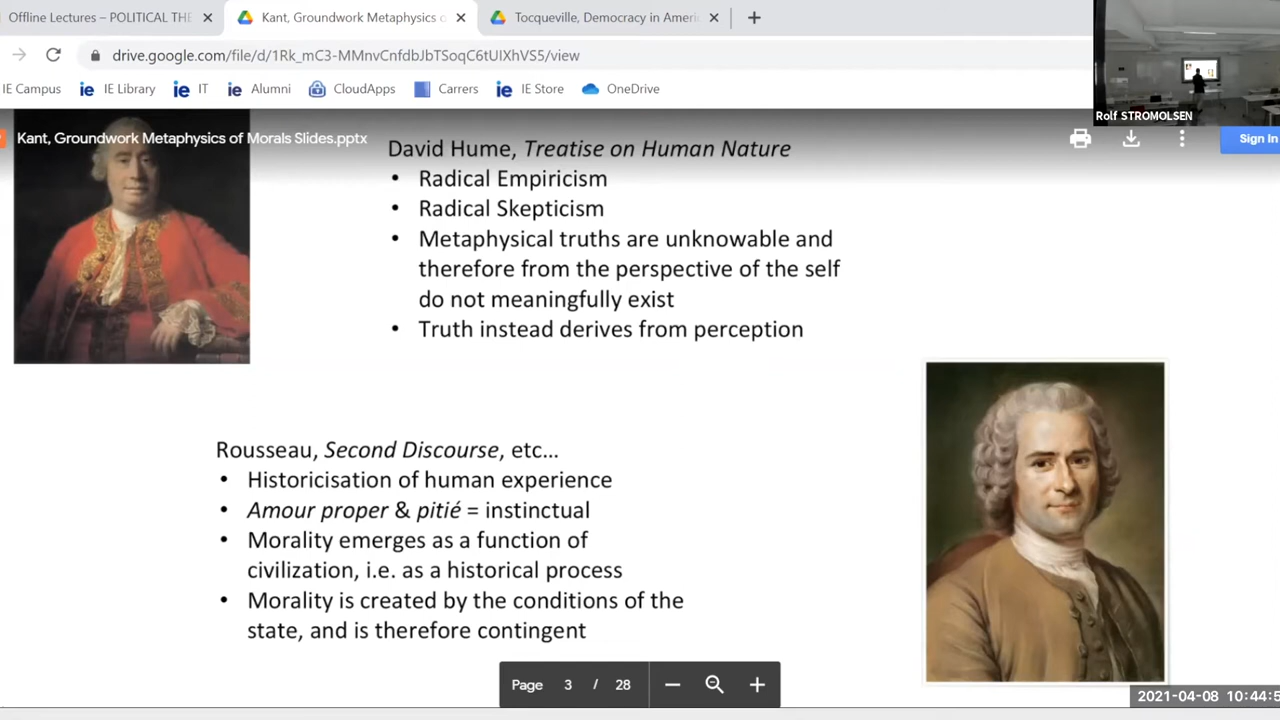 Offline Lectures – POLITICAL THE
Kant, Groundwork Metaphysics o
Tocqueville, Democracy in Ameri
drive.google.com/file/d/1Rk_mC3-MMnvCnfdbJbTSoqC6tUIXhVS5/view
IE Campus
ie IE Library
ie IT
ie Alumni
CloudApps
Carrers
ie IE Store
OneDrive
Rolf STROMOLSEN
Kant, Groundwork Metaphysics of Morals Slides.pptx
Sign In
David Hume, Treatise on Human Nature
• Radical Empiricism
• Radical Skepticism
• Metaphysical truths are unknowable and
therefore from the perspective of the self
do not meaningfully exist
• Truth instead derives from perception
Rousseau, Second Discourse, etc...
• Historicisation of human experience
• Amour proper & pitié = instinctual
• Morality emerges as a function of
civilization, i.e. as a historical process
• Morality is created by the conditions of the
state, and is therefore contingent
Page 3 / 28
2021-04-08 10:44:5